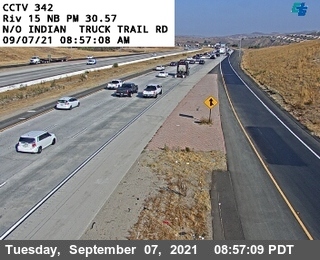 CCTV 342
Riv 15 NB PM 30.57
N/O INDIAN TRUCK TRAIL RD
09/07/21 08:57:08 AM
Tuesday, September 07, 2021 08:57:09 PDT